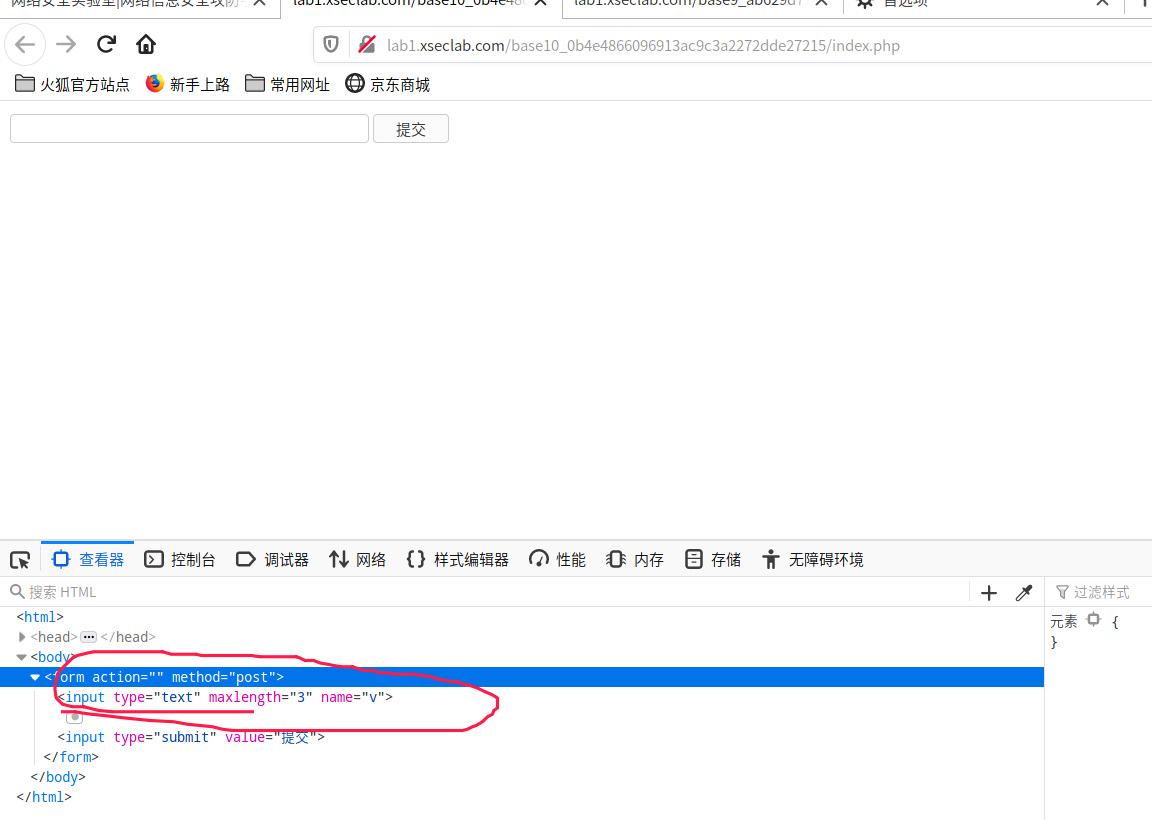 网络安全实验室|网络信息安全攻防
lab1.xseclab.com/base10_0b4e48
lab1.xseclab.com/base9_ab629d7
首选项
lab1.xseclab.com/base10_0b4e4866096913ac9c3a2272dde27215/index.php
火狐官方站点 新手上路 常用网址 京东商城
提交
查看器 控制台 调试器 网络 样式编辑器 性能 内存 存储 无障碍环境
搜索 HTML
过滤样式
<html>
<head> ••• </head>
<body>
<form action="" method="post">
<input type="text" maxlength="3" name="v">
<input type="submit" value="提交">
</form>
</body>
</html>
元素 {
}